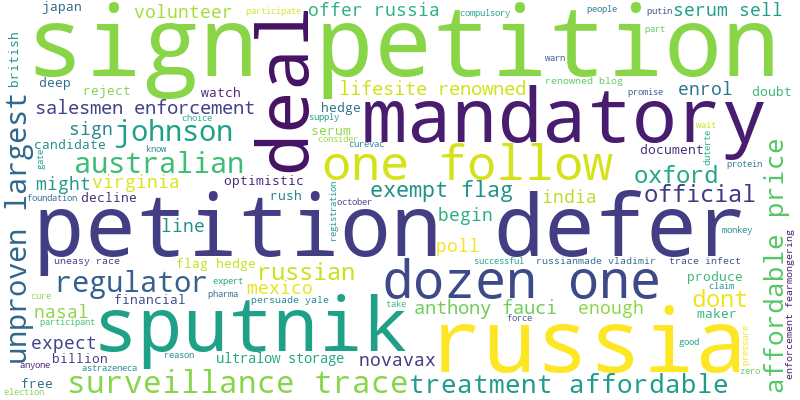 japan
volunteer
participate
offer russia
compulsory
people
putin
serum sell
sign petition
deal
british
part
warn
deep
reject
watch
lifesite renowned
renowned blog
promise
enrol
doubt
salesmen enforcement
hedge
mandatory
supply
choice
sign
johnson
serum
consider
candidate
know
curevac
document
wait
one follow
australian
gates
might
virginia
optimistic
exempt flag
india
oxford
duterte
protein
official
foundation
decline
rush
registration
october
begin
monkey
unproven largest
petition defer
line
poll
affordable price
uneasy race
flag hedge
successful
russianmade vladimir
trace infect
regulator
russian
expert
dozen one
produce
claim
cure
nasal
financial
pharma
mexico
persuade yale
anthony fauci
enough
dont
maker
participant
sputnik
take
force
russia
good
pressure
expect
reason
billion
ultralow storage
novavax
anyone
astrazeneca
zero
free
election
surveillance trace
treatment affordable
enforcement fearmongering